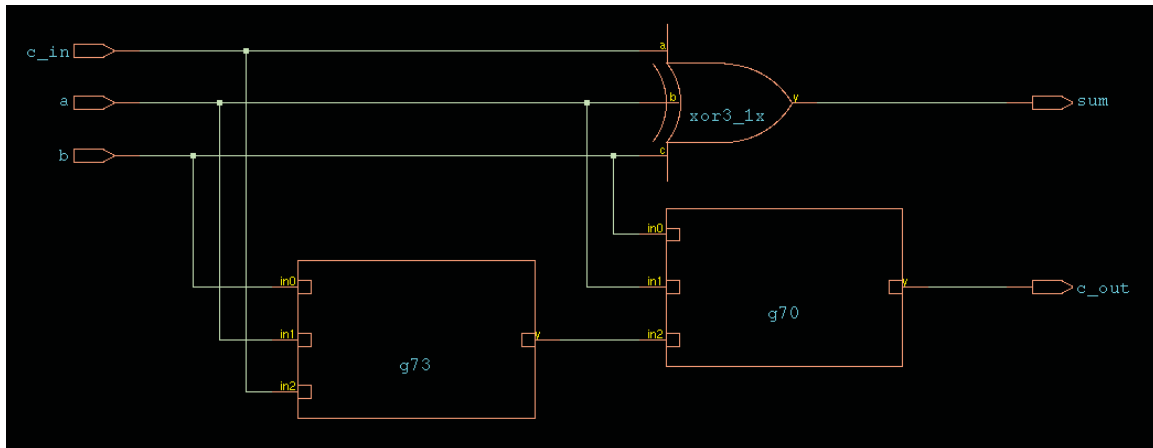 c_in
a
a
b
xor3_1x
y
sum
b
c
in0
in1
y
c_out
g70
in2
in0
in1
y
g73
in2